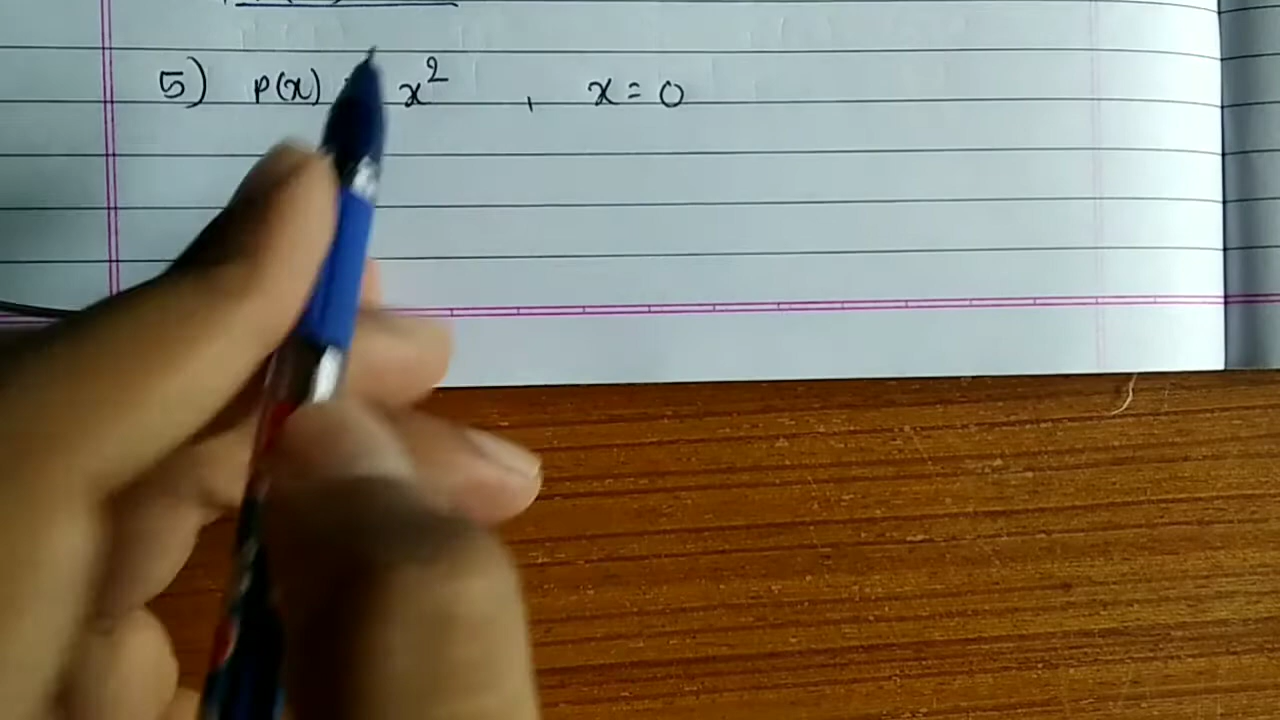 5) p(x) = x² , x = 0